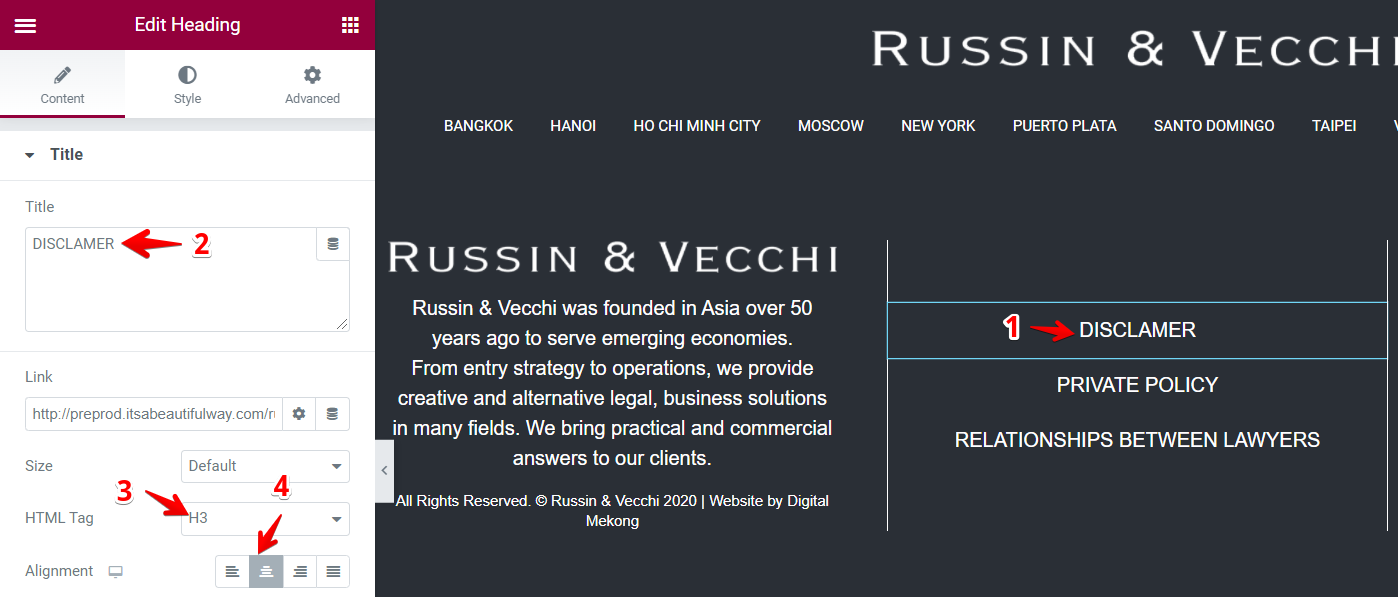 Edit Heading
Content
Style
Advanced
Title
Title
DISCLAMER
2
Link
http://preprod.itsabeautifulway.com/ru
Size
Default
4
3
HTML Tag
H3
Alignment
RUSSIN & VECCHI
BANGKOK HANOI HO CHI MINH CITY MOSCOW NEW YORK PUERTO PLATA SANTO DOMINGO TAIPEI
RUSSIN & VECCHI
Russin & Vecchi was founded in Asia over 50
years ago to serve emerging economies.
From entry strategy to operations, we provide
creative and alternative legal, business solutions
in many fields. We bring practical and commercial
answers to our clients.
All Rights Reserved. © Russin & Vecchi 2020 | Website by Digital
Mekong
1
DISCLAMER
PRIVATE POLICY
RELATIONSHIPS BETWEEN LAWYERS